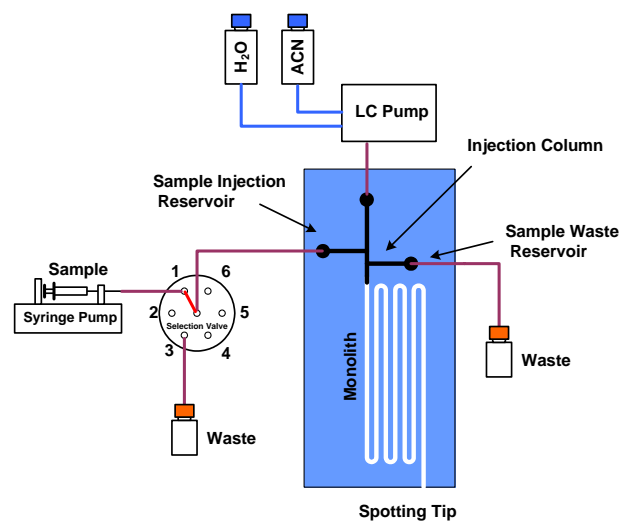 H₂O
ACN
LC Pump
Injection Column
Sample Injection
Reservoir
Sample Waste
Reservoir
Sample
Syringe Pump
1
6
2
5
Selection Valve
3
4
Monolith
Waste
Waste
Spotting Tip